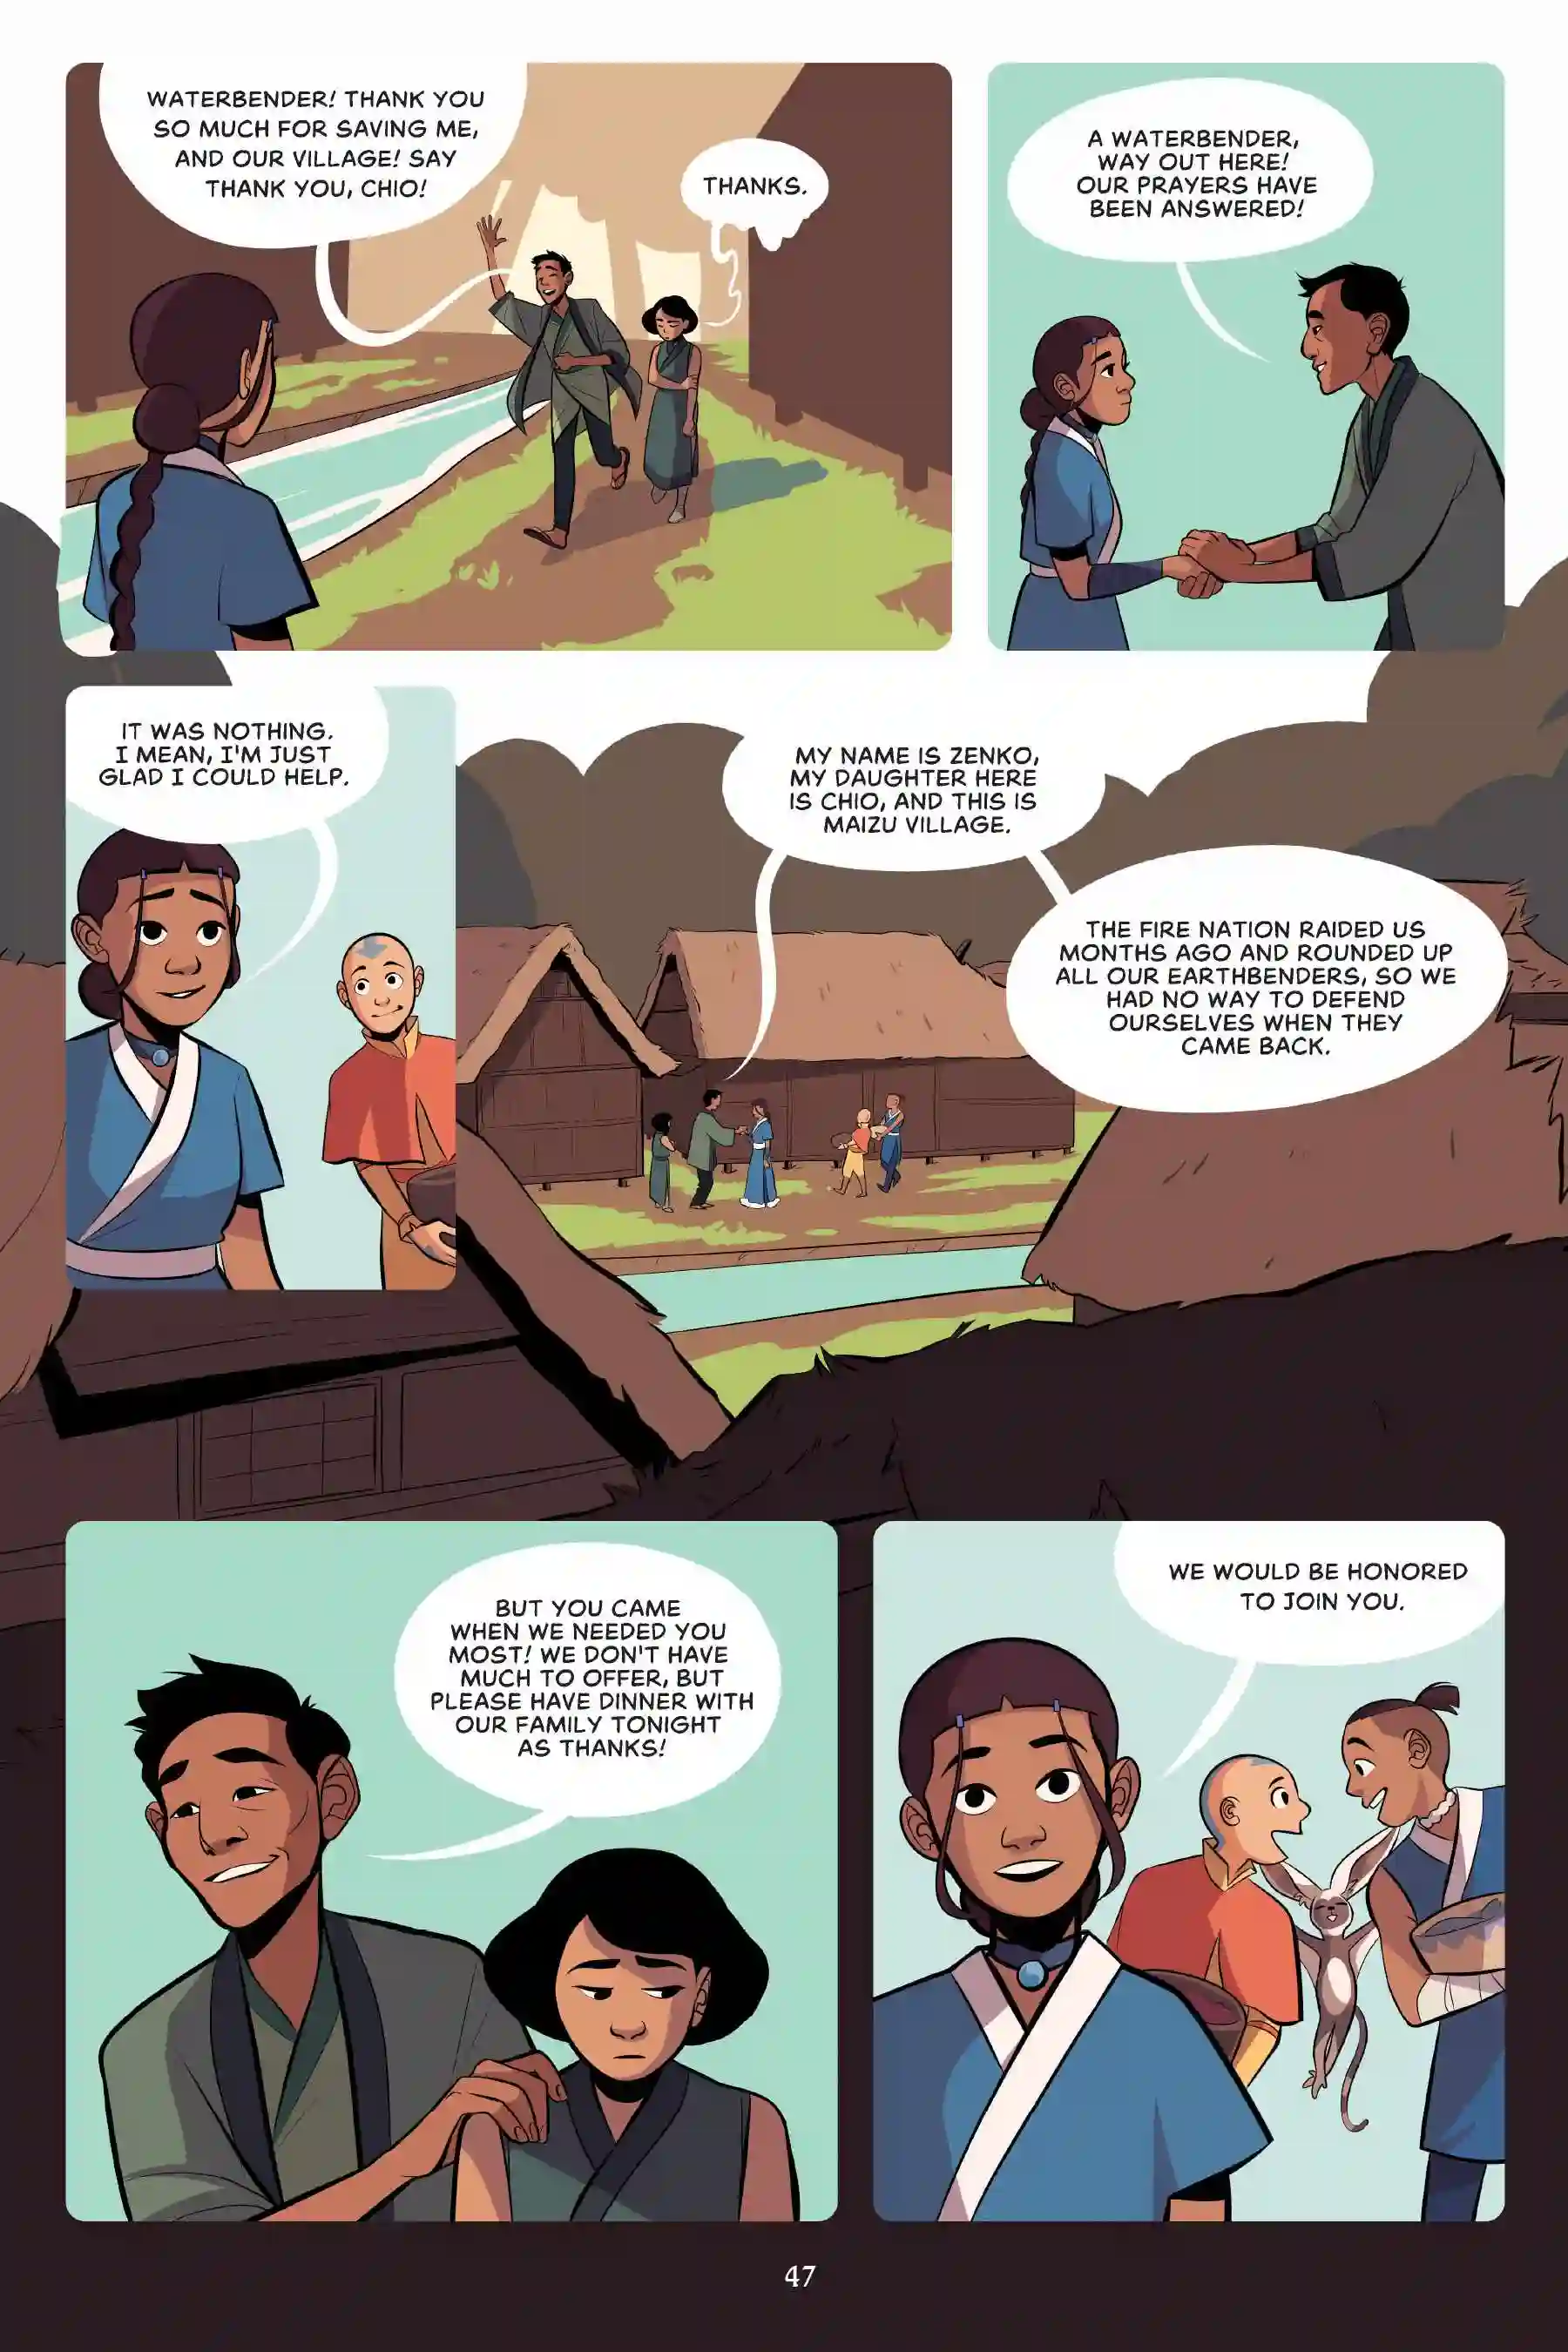 WATERBENDER! THANK YOU
SO MUCH FOR SAVING ME,
AND OUR VILLAGE! SAY
THANK YOU, CHIO!
THANKS.
A WATERBENDER,
WAY OUT HERE!
OUR PRAYERS HAVE
BEEN ANSWERED!
IT WAS NOTHING.
I MEAN, I'M JUST
GLAD I COULD HELP.
MY NAME IS ZENKO,
MY DAUGHTER HERE
IS CHIO, AND THIS IS
MAIZU VILLAGE.
THE FIRE NATION RAIDED US
MONTHS AGO AND ROUNDED UP
ALL OUR EARTHBENDERS, SO WE
HAD NO WAY TO DEFEND
OURSELVES WHEN THEY
CAME BACK.
BUT YOU CAME
WHEN WE NEEDED YOU
MOST! WE DON'T HAVE
MUCH TO OFFER, BUT
PLEASE HAVE DINNER WITH
OUR FAMILY TONIGHT
AS THANKS!
WE WOULD BE HONORED
TO JOIN YOU.
47